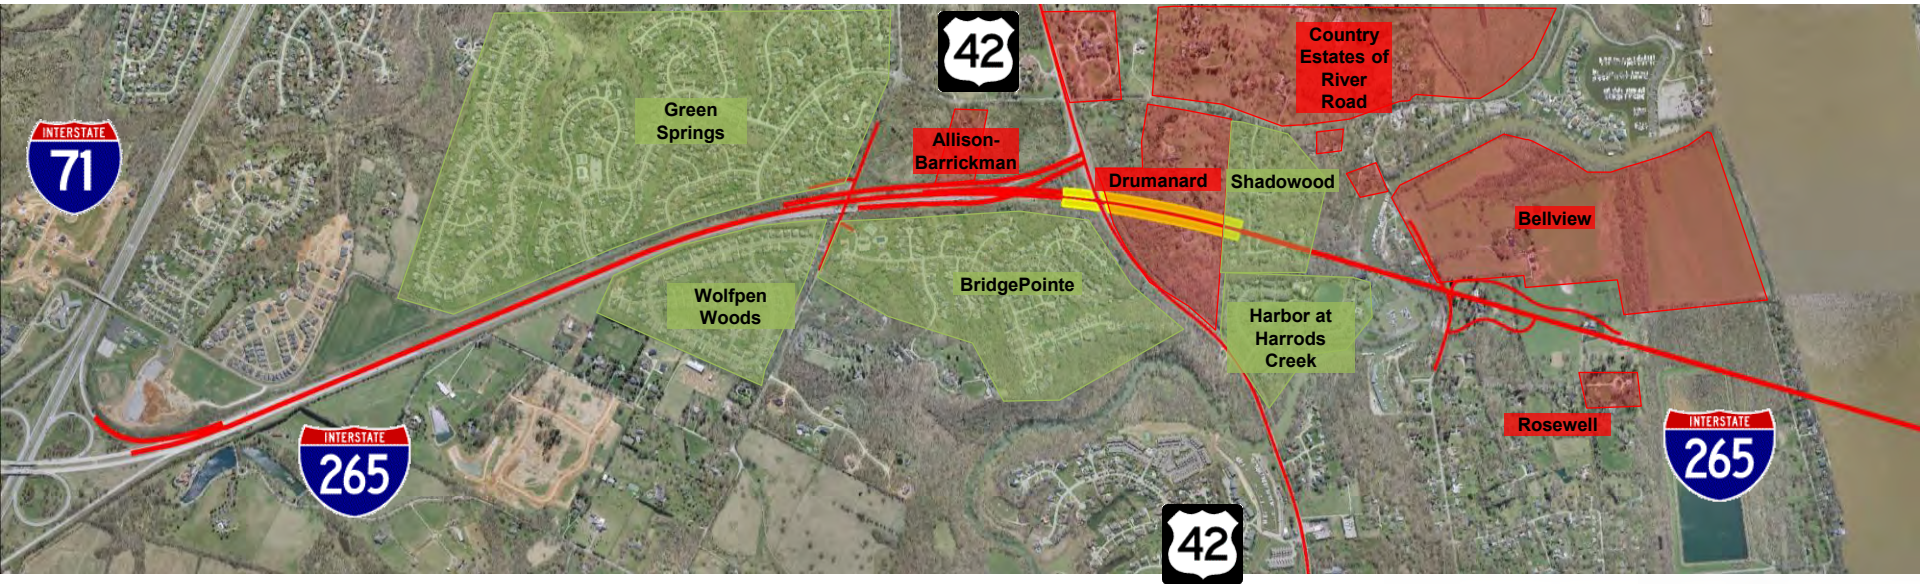 42
Country
Estates of
River
Road
Green
Springs
INTERSTATE
71
Allison-
Barrickman
Drumanard
Shadowood
Bellview
BridgePointe
Wolfpen
Woods
Harbor at
Harrods
Creek
Rosewell
INTERSTATE
265
INTERSTATE
265
42